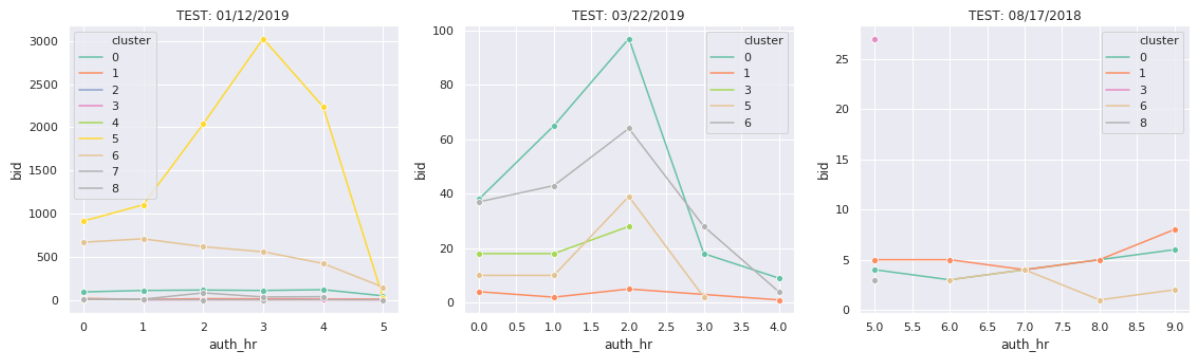 TEST: 01/12/2019
cluster
0
1
2
3
4
5
6
7
8
3000
2500
2000
1500
1000
500
0
bid
0 1 2 3 4 5
auth_hr
TEST: 03/22/2019
cluster
0
1
3
5
6
100
80
60
40
20
0
bid
0.0 0.5 1.0 1.5 2.0 2.5 3.0 3.5 4.0
auth_hr
TEST: 08/17/2018
cluster
0
1
3
6
8
25
20
15
10
5
0
bid
5.0 5.5 6.0 6.5 7.0 7.5 8.0 8.5 9.0
auth_hr